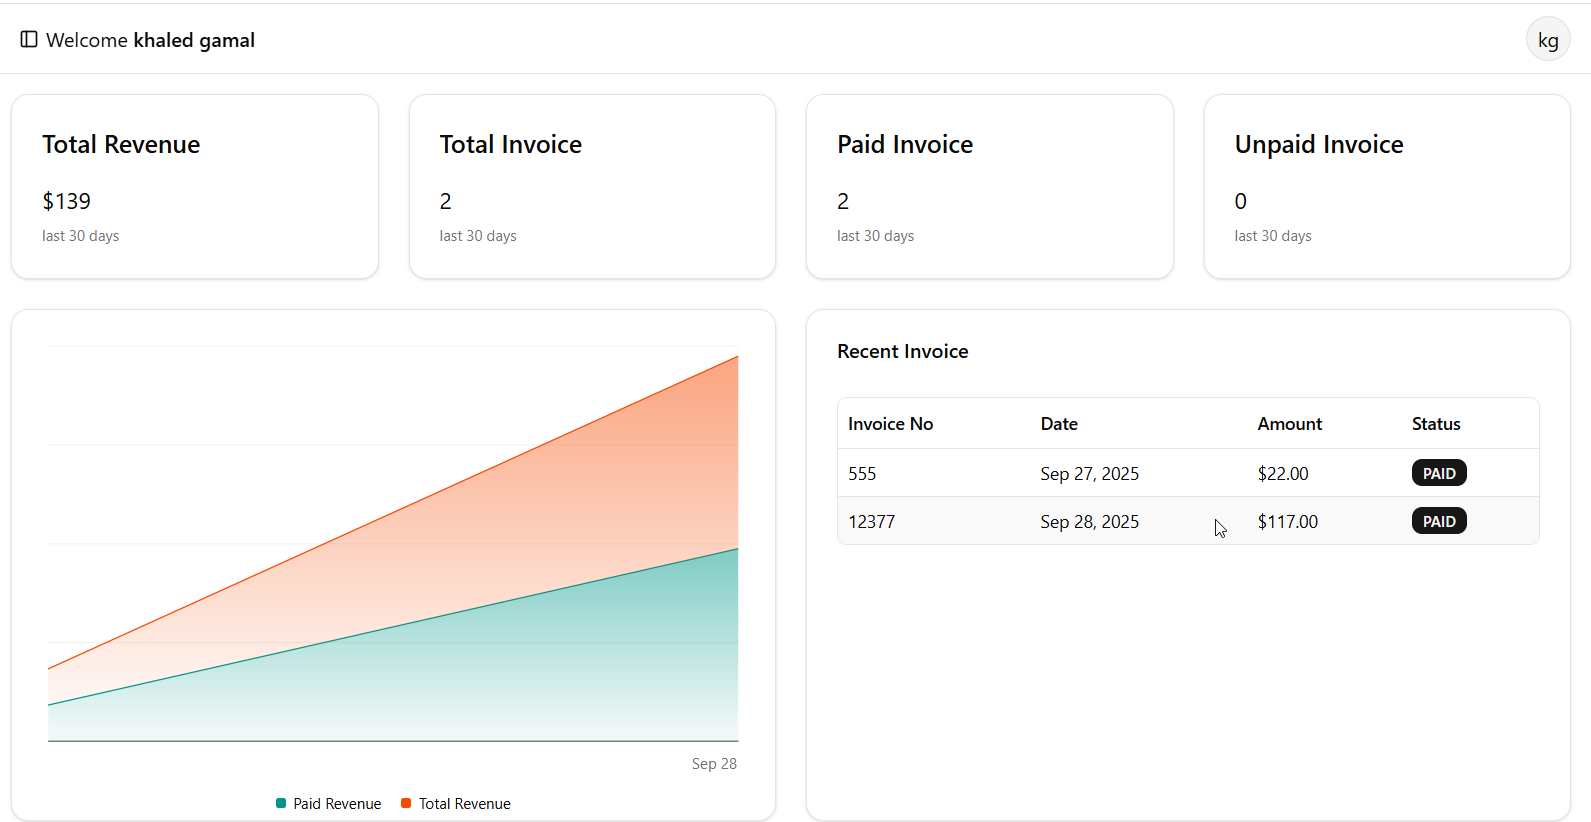 Welcome khaled gamal
kg
Total Revenue
$139
last 30 days
Total Invoice
2
last 30 days
Paid Invoice
2
last 30 days
Unpaid Invoice
0
last 30 days
Sep 28
Paid Revenue
Total Revenue
Recent Invoice
Invoice No Date Amount Status
555 Sep 27, 2025 $22.00 PAID
12377 Sep 28, 2025 $117.00 PAID